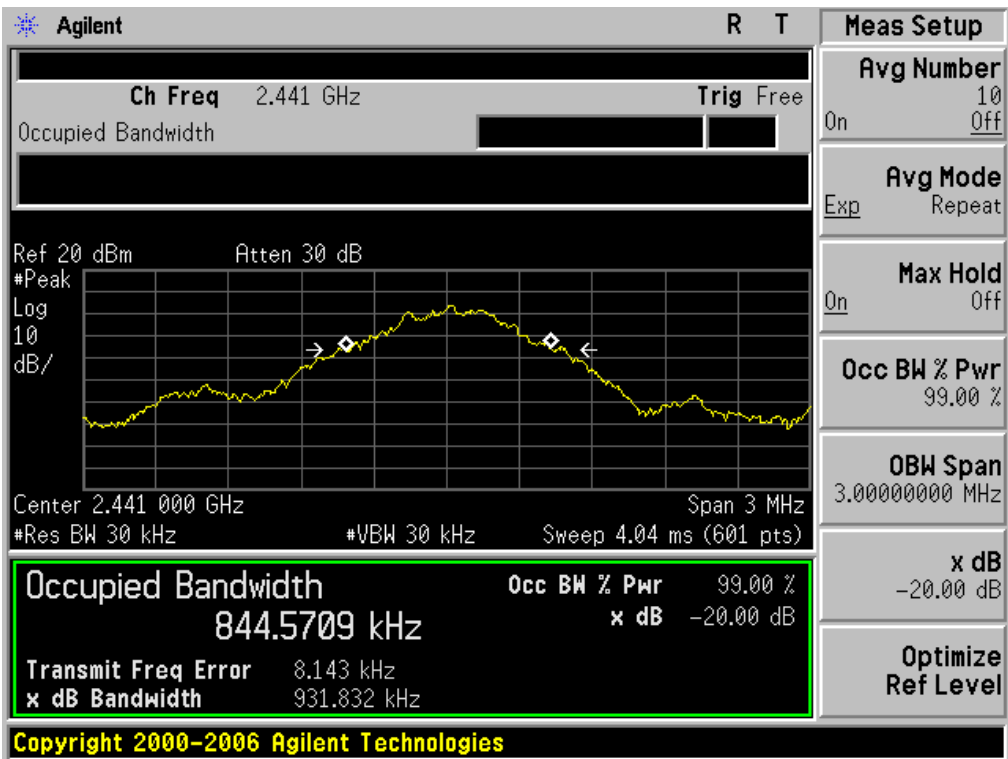 Agilent R T
Ch Freq 2.441 GHz Trig Free
Occupied Bandwidth
Ref 20 dBm Atten 30 dB
#Peak
Log
10
dB/
Center 2.441 000 GHz Span 3 MHz
#Res BW 30 kHz #VBW 30 kHz Sweep 4.04 ms (601 pts)
Occupied Bandwidth Occ BW % Pwr 99.00 %
844.5709 kHz x dB -20.00 dB
Transmit Freq Error 8.143 kHz
x dB Bandwidth 931.832 kHz
Copyright 2000-2006 Agilent Technologies
Meas Setup
Avg Number
10
On Off
Avg Mode
Exp Repeat
Max Hold
On Off
Occ BW % Pwr
99.00 %
OBW Span
3.00000000 MHz
x dB
-20.00 dB
Optimize
Ref Level